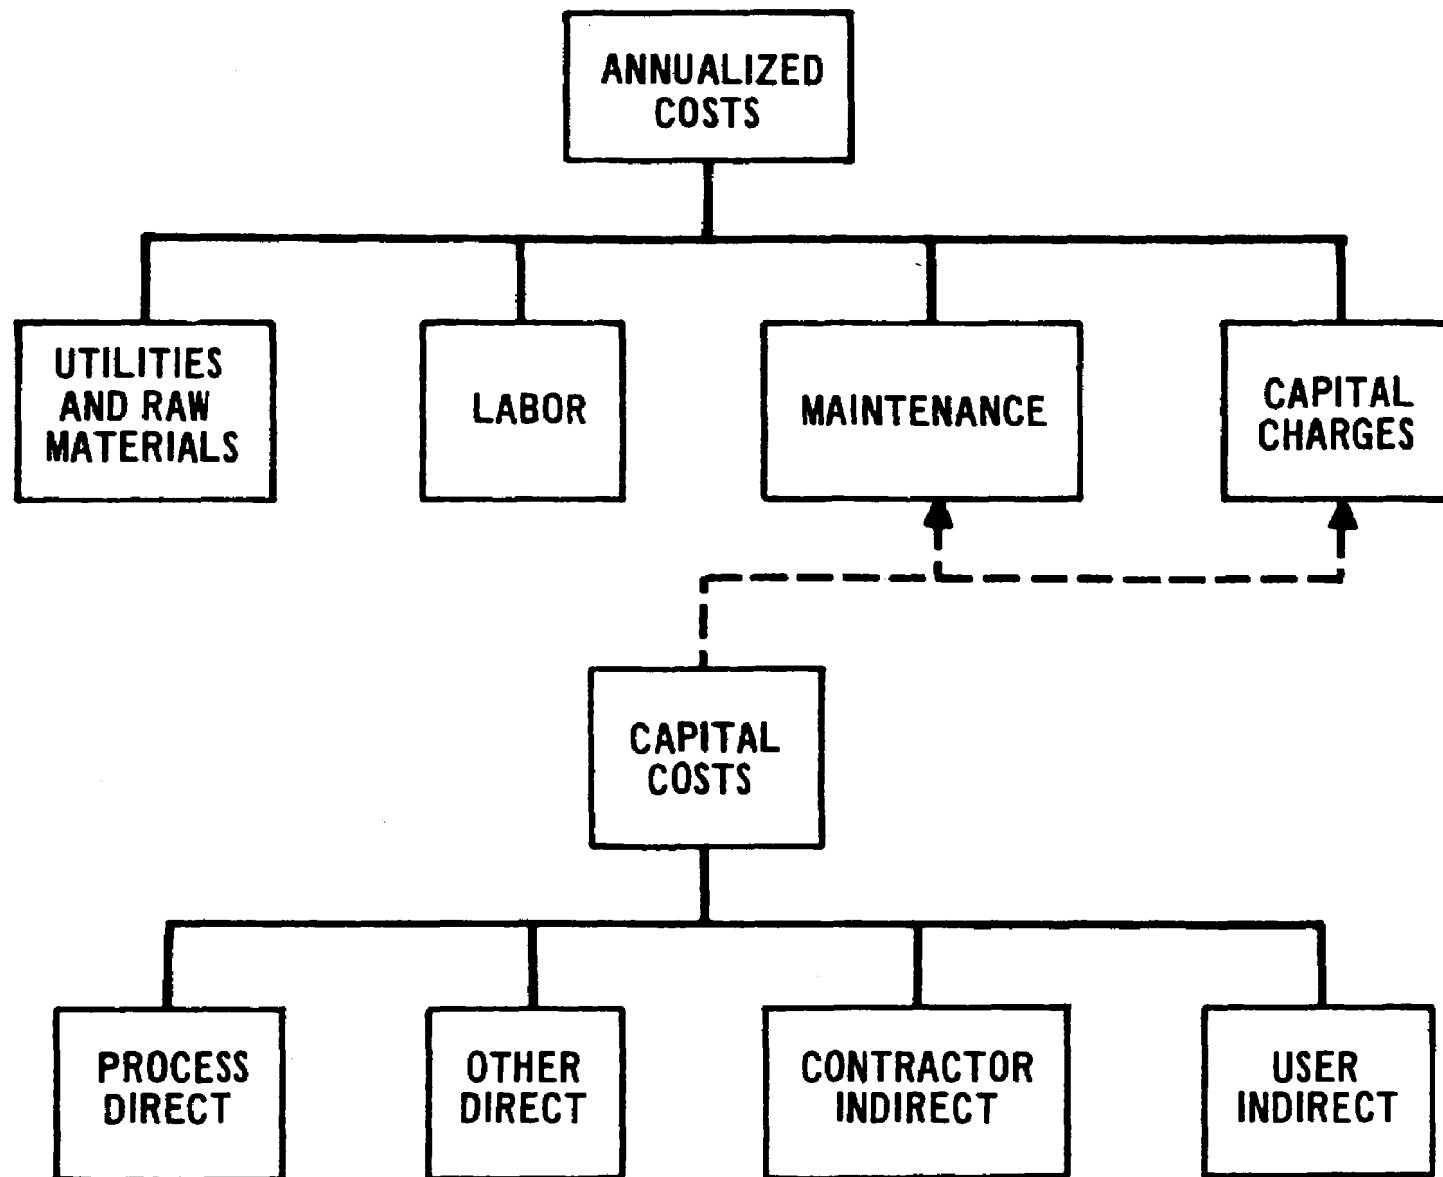 ANNUALIZED
COSTS
UTILITIES
AND RAW
MATERIALS
LABOR
MAINTENANCE
CAPITAL
CHARGES
CAPITAL
COSTS
PROCESS
DIRECT
OTHER
DIRECT
CONTRACTOR
INDIRECT
USER
INDIRECT